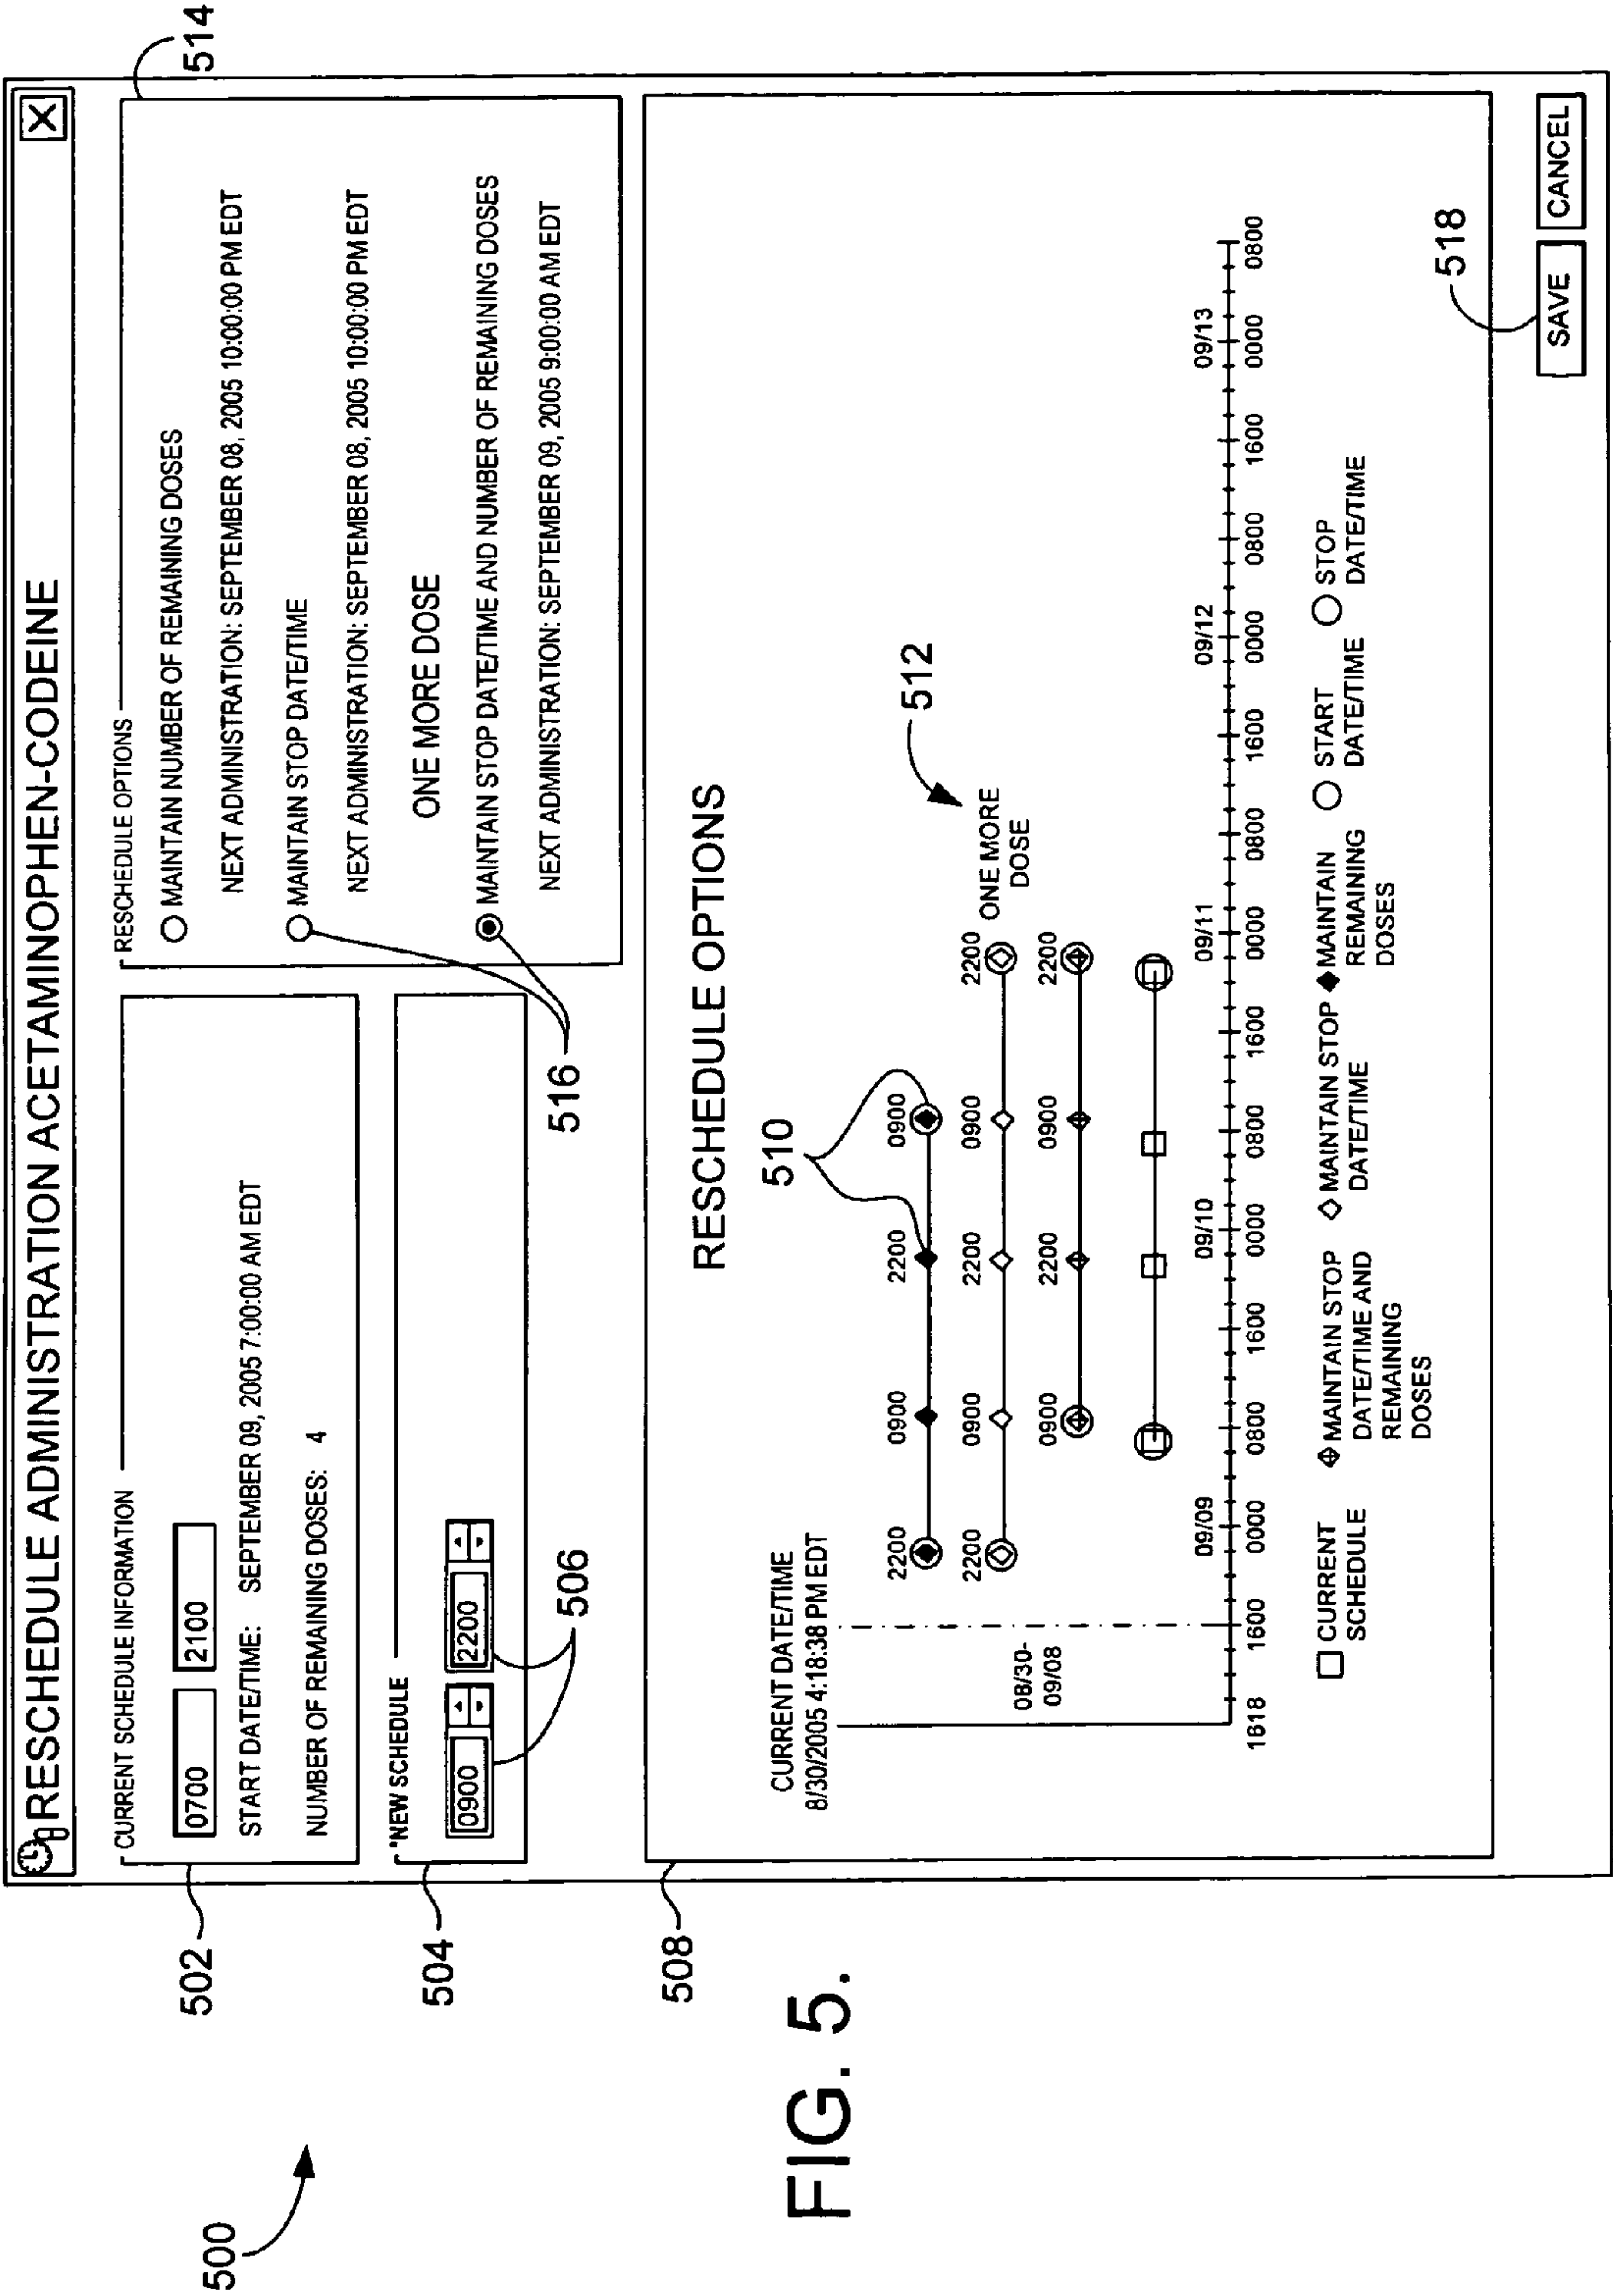 500
RESCHEDULE ADMINISTRATION ACETAMINOPHEN-CODEINE
X
502
CURRENT SCHEDULE INFORMATION
0700 2100
START DATE/TIME: SEPTEMBER 09, 2005 7:00:00 AM EDT
NUMBER OF REMAINING DOSES: 4
504
*NEW SCHEDULE
0900 2200
506
514
RESCHEDULE OPTIONS
MAINTAIN NUMBER OF REMAINING DOSES
NEXT ADMINISTRATION: SEPTEMBER 08, 2005 10:00:00 PM EDT
MAINTAIN STOP DATE/TIME
NEXT ADMINISTRATION: SEPTEMBER 08, 2005 10:00:00 PM EDT
ONE MORE DOSE
MAINTAIN STOP DATE/TIME AND NUMBER OF REMAINING DOSES
NEXT ADMINISTRATION: SEPTEMBER 09, 2005 9:00:00 AM EDT
516
508
RESCHEDULE OPTIONS
CURRENT DATE/TIME
8/30/2005 4:18:38 PM EDT
510
512
2200 0900 2200 0900
2200 0900 2200 0900 2200
ONE MORE
DOSE
0900 2200 0900 2200
08/30-
09/08
09/09 09/10 09/11 09/12 09/13
1618 1600 0000 0800 1600 0000 0800 1600 0000 0800 1600 0000 0800 1600 0000 0800
CURRENT
SCHEDULE
MAINTAIN STOP
DATE/TIME AND
REMAINING
DOSES
MAINTAIN STOP
DATE/TIME
MAINTAIN
REMAINING
DOSES
START
DATE/TIME
STOP
DATE/TIME
518
SAVE CANCEL
FIG. 5.